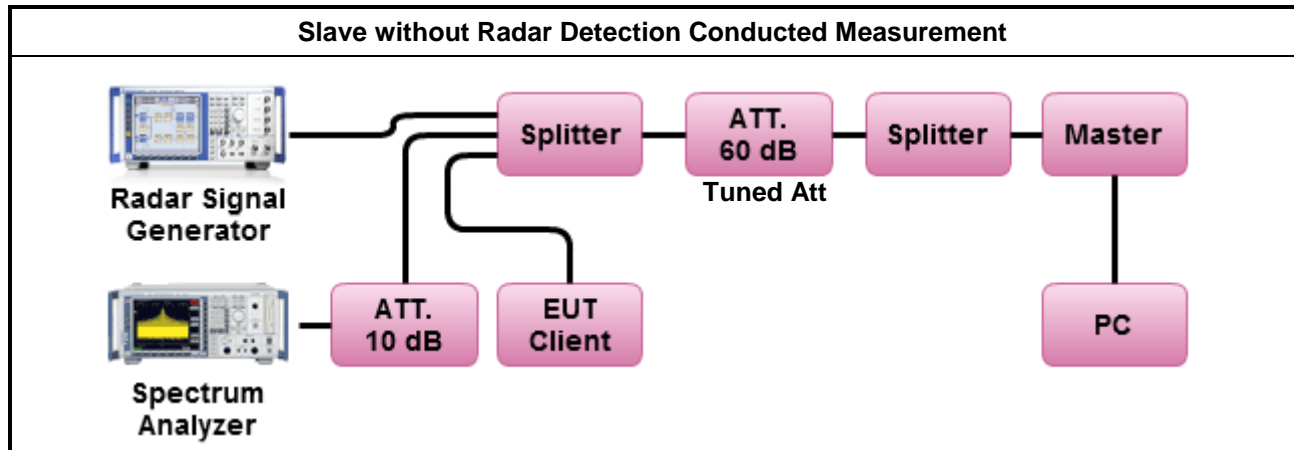 Slave without Radar Detection Conducted Measurement
Radar Signal
Generator
Splitter
ATT.
60 dB
Tuned Att
Splitter
Master
Spectrum
Analyzer
ATT.
10 dB
EUT
Client
PC